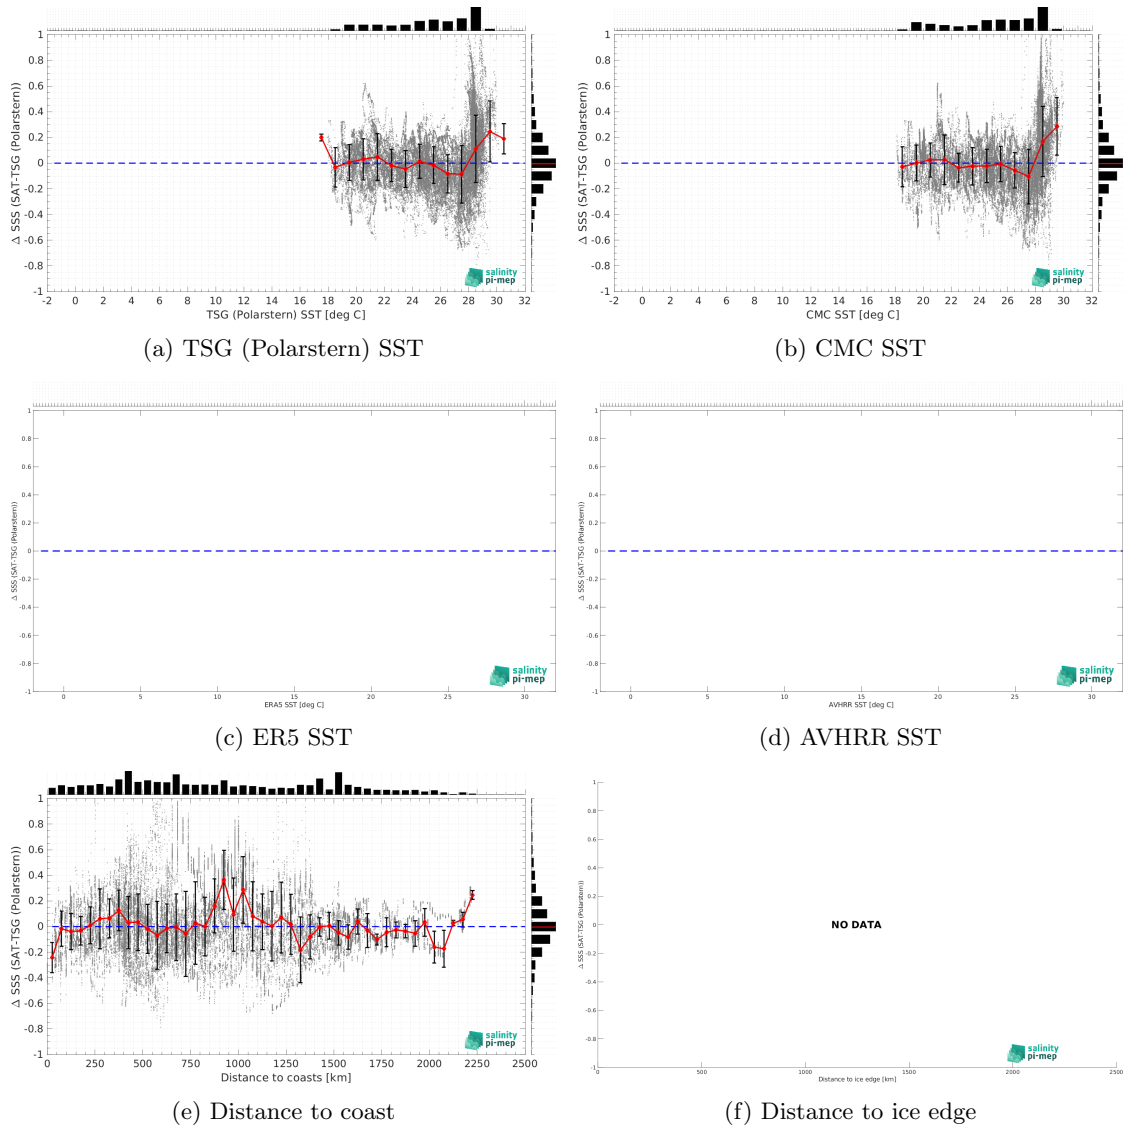 1
0.8
0.6
0.4
0.2
0
-0.2
-0.4
-0.6
-0.8
-1
Δ SSS (SAT-TSG (Polarstern))
salinity
pi-mep
-2 0 2 4 6 8 10 12 14 16 18 20 22 24 26 28 30 32
TSG (Polarstern) SST [deg C]
(a) TSG (Polarstern) SST
1
0.8
0.6
0.4
0.2
0
-0.2
-0.4
-0.6
-0.8
-1
Δ SSS (SAT-TSG (Polarstern))
salinity
pi-mep
-2 0 2 4 6 8 10 12 14 16 18 20 22 24 26 28 30 32
CMC SST [deg C]
(b) CMC SST
1
0.8
0.6
0.4
0.2
0
-0.2
-0.4
-0.6
-0.8
-1
Δ SSS (SAT-TSG (Polarstern))
salinity
pi-mep
0 5 10 15 20 25 30
ERA5 SST [deg C]
(c) ER5 SST
1
0.8
0.6
0.4
0.2
0
-0.2
-0.4
-0.6
-0.8
-1
Δ SSS (SAT-TSG (Polarstern))
salinity
pi-mep
0 5 10 15 20 25 30
AVHRR SST [deg C]
(d) AVHRR SST
1
0.8
0.6
0.4
0.2
0
-0.2
-0.4
-0.6
-0.8
-1
Δ SSS (SAT-TSG (Polarstern))
salinity
pi-mep
0 250 500 750 1000 1250 1500 1750 2000 2250 2500
Distance to coasts [km]
(e) Distance to coast
1
0.8
0.6
0.4
0.2
0
-0.2
-0.4
-0.6
-0.8
-1
Δ SSS (SAT-TSG (Polarstern))
NO DATA
salinity
pi-mep
0 500 1000 1500 2000 2500
Distance to ice edge [km]
(f) Distance to ice edge